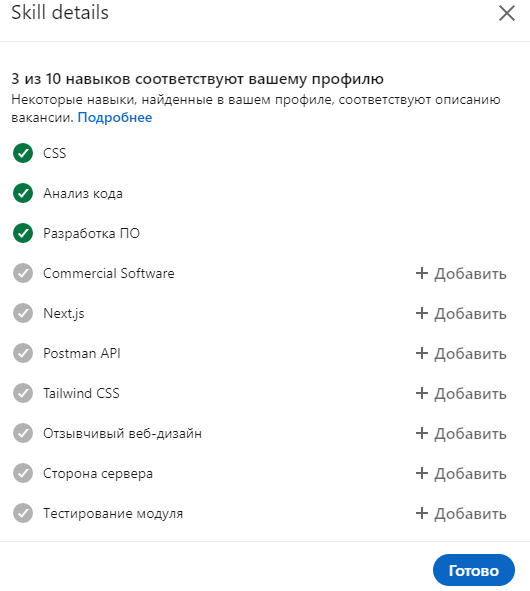 Skill details
3 из 10 навыков соответствуют вашему профилю
Некоторые навыки, найденные в вашем профиле, соответствуют описанию
вакансии. Подробнее
CSS
Анализ кода
Разработка ПО
Commercial Software + Добавить
Next.js + Добавить
Postman API + Добавить
Tailwind CSS + Добавить
Отзывчивый веб-дизайн + Добавить
Сторона сервера + Добавить
Тестирование модуля + Добавить
Готово